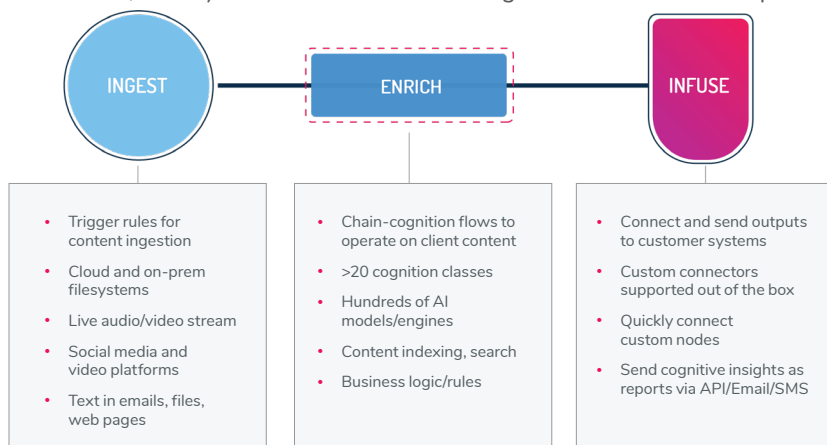 INGEST
ENRICH
INFUSE
• Trigger rules for
content ingestion
• Cloud and on-prem
filesystems
• Live audio/video stream
• Social media and
video platforms
• Text in emails, files,
web pages
• Chain-cognition flows to
operate on client content
• >20 cognition classes
• Hundreds of AI
models/engines
• Content indexing, search
• Business logic/rules
• Connect and send outputs
to customer systems
• Custom connectors
supported out of the box
• Quickly connect
custom nodes
• Send cognitive insights as
reports via API/Email/SMS